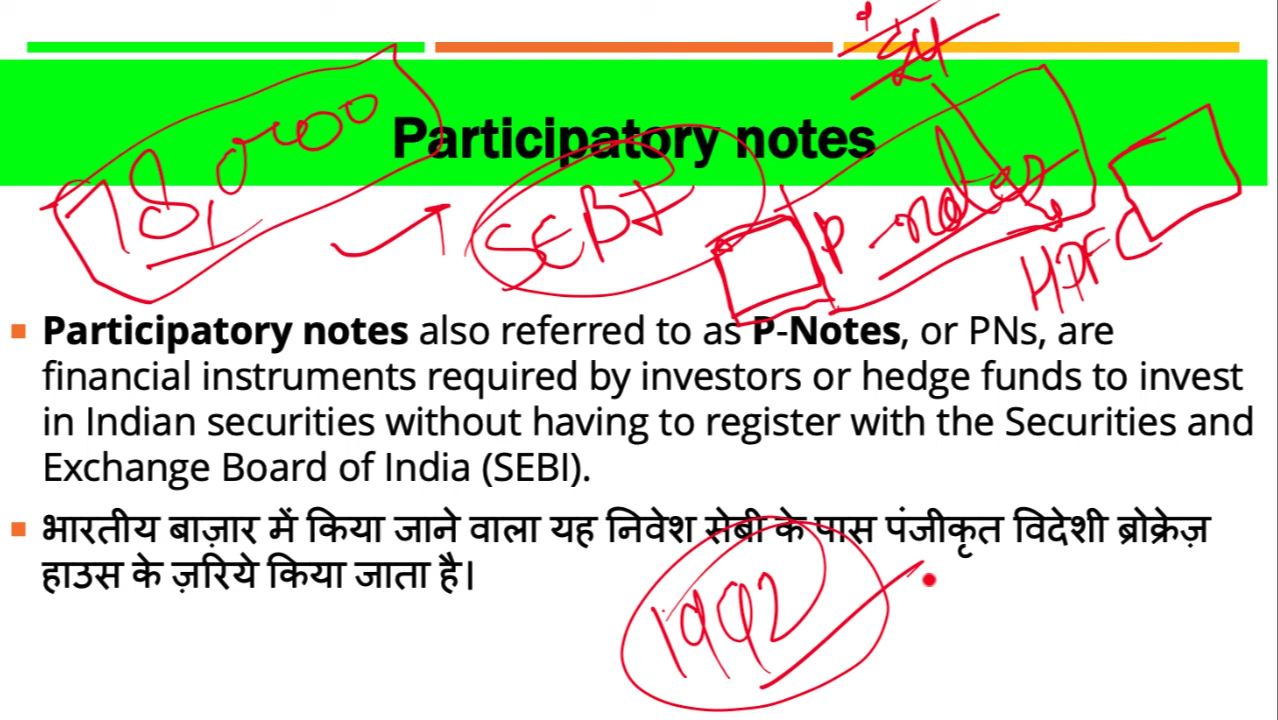 Participatory notes
78,000
SEBI
P-notes
HDFC
Participatory notes also referred to as P-Notes, or PNs, are
financial instruments required by investors or hedge funds to invest
in Indian securities without having to register with the Securities and
Exchange Board of India (SEBI).
भारतीय बाज़ार में किया जाने वाला यह निवेश सेबी के पास पंजीकृत विदेशी ब्रोक्रेज़
हाउस के ज़रिये किया जाता है।
1992